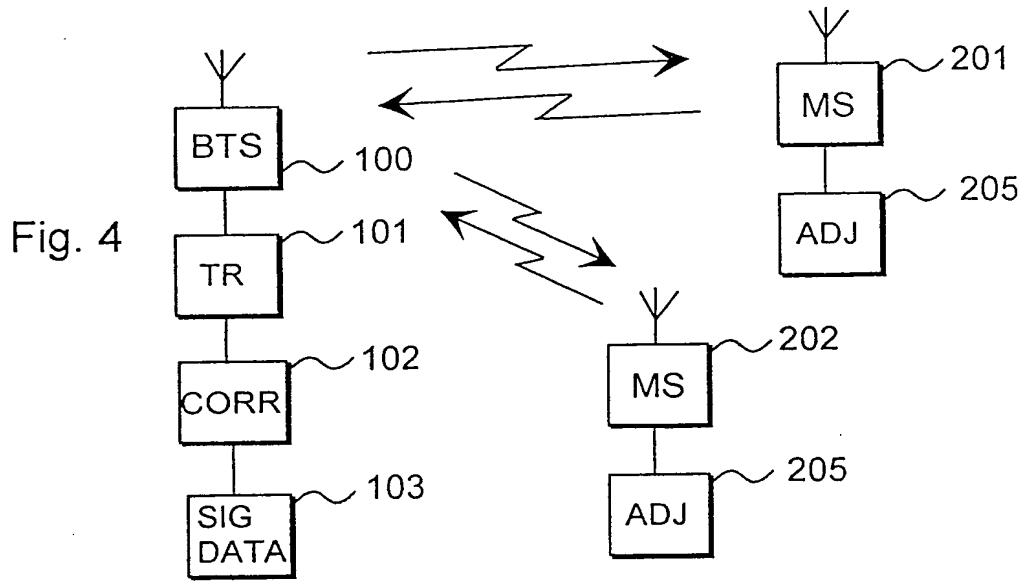 Fig. 4
BTS
100
TR
101
CORR
102
SIG
DATA
103
MS
201
ADJ
205
MS
202
ADJ
205